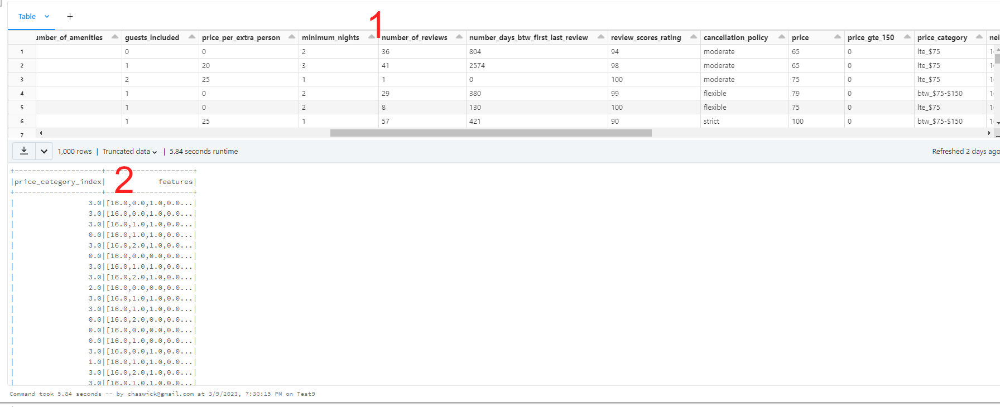 Table +
1
umber_of_amenities guests_included price_per_extra_person minimum_nights number_of_reviews number_days_btw_first_last_review review_scores_rating cancellation_policy price price_gte_150 price_category nei
1 0 0 2 36 804 94 moderate 65 0 lte_$75 1
2 1 20 3 41 2574 98 moderate 65 0 lte_$75 1
3 2 25 1 1 0 100 moderate 75 0 lte_$75 1
4 1 0 2 29 380 99 flexible 79 0 btw_$75-$150 1
5 1 0 2 8 130 100 flexible 75 0 lte_$75 1
6 1 25 1 57 421 90 strict 100 0 btw_$75-$150 1
7
1,000 rows | Truncated data | 5.84 seconds runtime Refreshed 2 days ago
2
+--------------------+--------------------+
|price_category_index| features|
+--------------------+--------------------+
| 3.0|[16.0,0.0,1.0,0.0...|
| 3.0|[16.0,0.0,1.0,0.0...|
| 3.0|[16.0,1.0,1.0,0.0...|
| 0.0|[16.0,1.0,1.0,0.0...|
| 3.0|[16.0,2.0,1.0,0.0...|
| 0.0|[16.0,0.0,0.0,0.0...|
| 3.0|[16.0,1.0,1.0,0.0...|
| 3.0|[16.0,2.0,1.0,0.0...|
| 2.0|[16.0,0.0,0.0,0.0...|
| 3.0|[16.0,1.0,1.0,0.0...|
| 3.0|[16.0,1.0,1.0,0.0...|
| 0.0|[16.0,2.0,0.0,0.0...|
| 0.0|[16.0,0.0,0.0,0.0...|
| 0.0|[16.0,1.0,0.0,0.0...|
| 3.0|[16.0,0.0,1.0,0.0...|
| 1.0|[16.0,1.0,1.0,0.0...|
| 3.0|[16.0,2.0,1.0,0.0...|
| 3.0|[16.0,1.0,1.0,0.0...|
Command took 5.84 seconds -- by chaswick@gmail.com at 3/9/2023, 7:30:15 PM on Test9